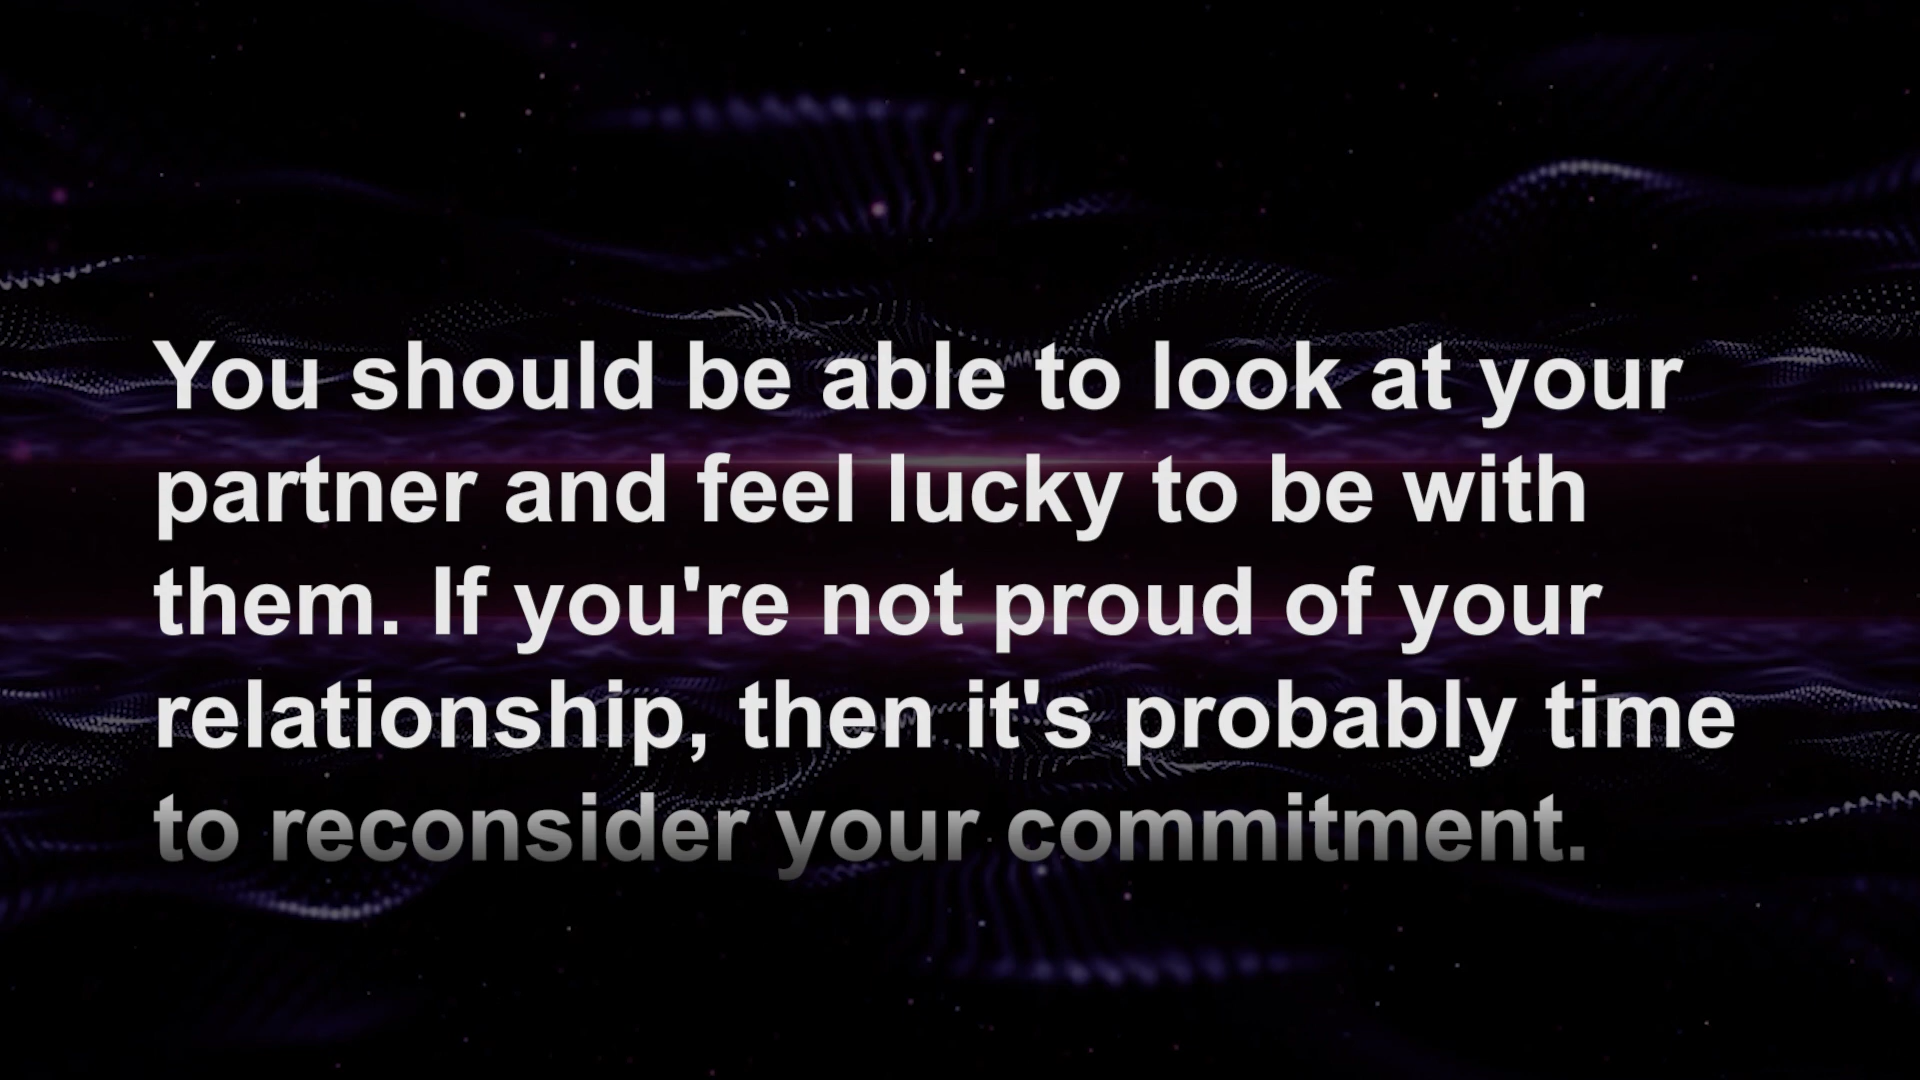 You should be able to look at your
partner and feel lucky to be with
them. If you're not proud of your
relationship, then it's probably time
to reconsider your commitment.